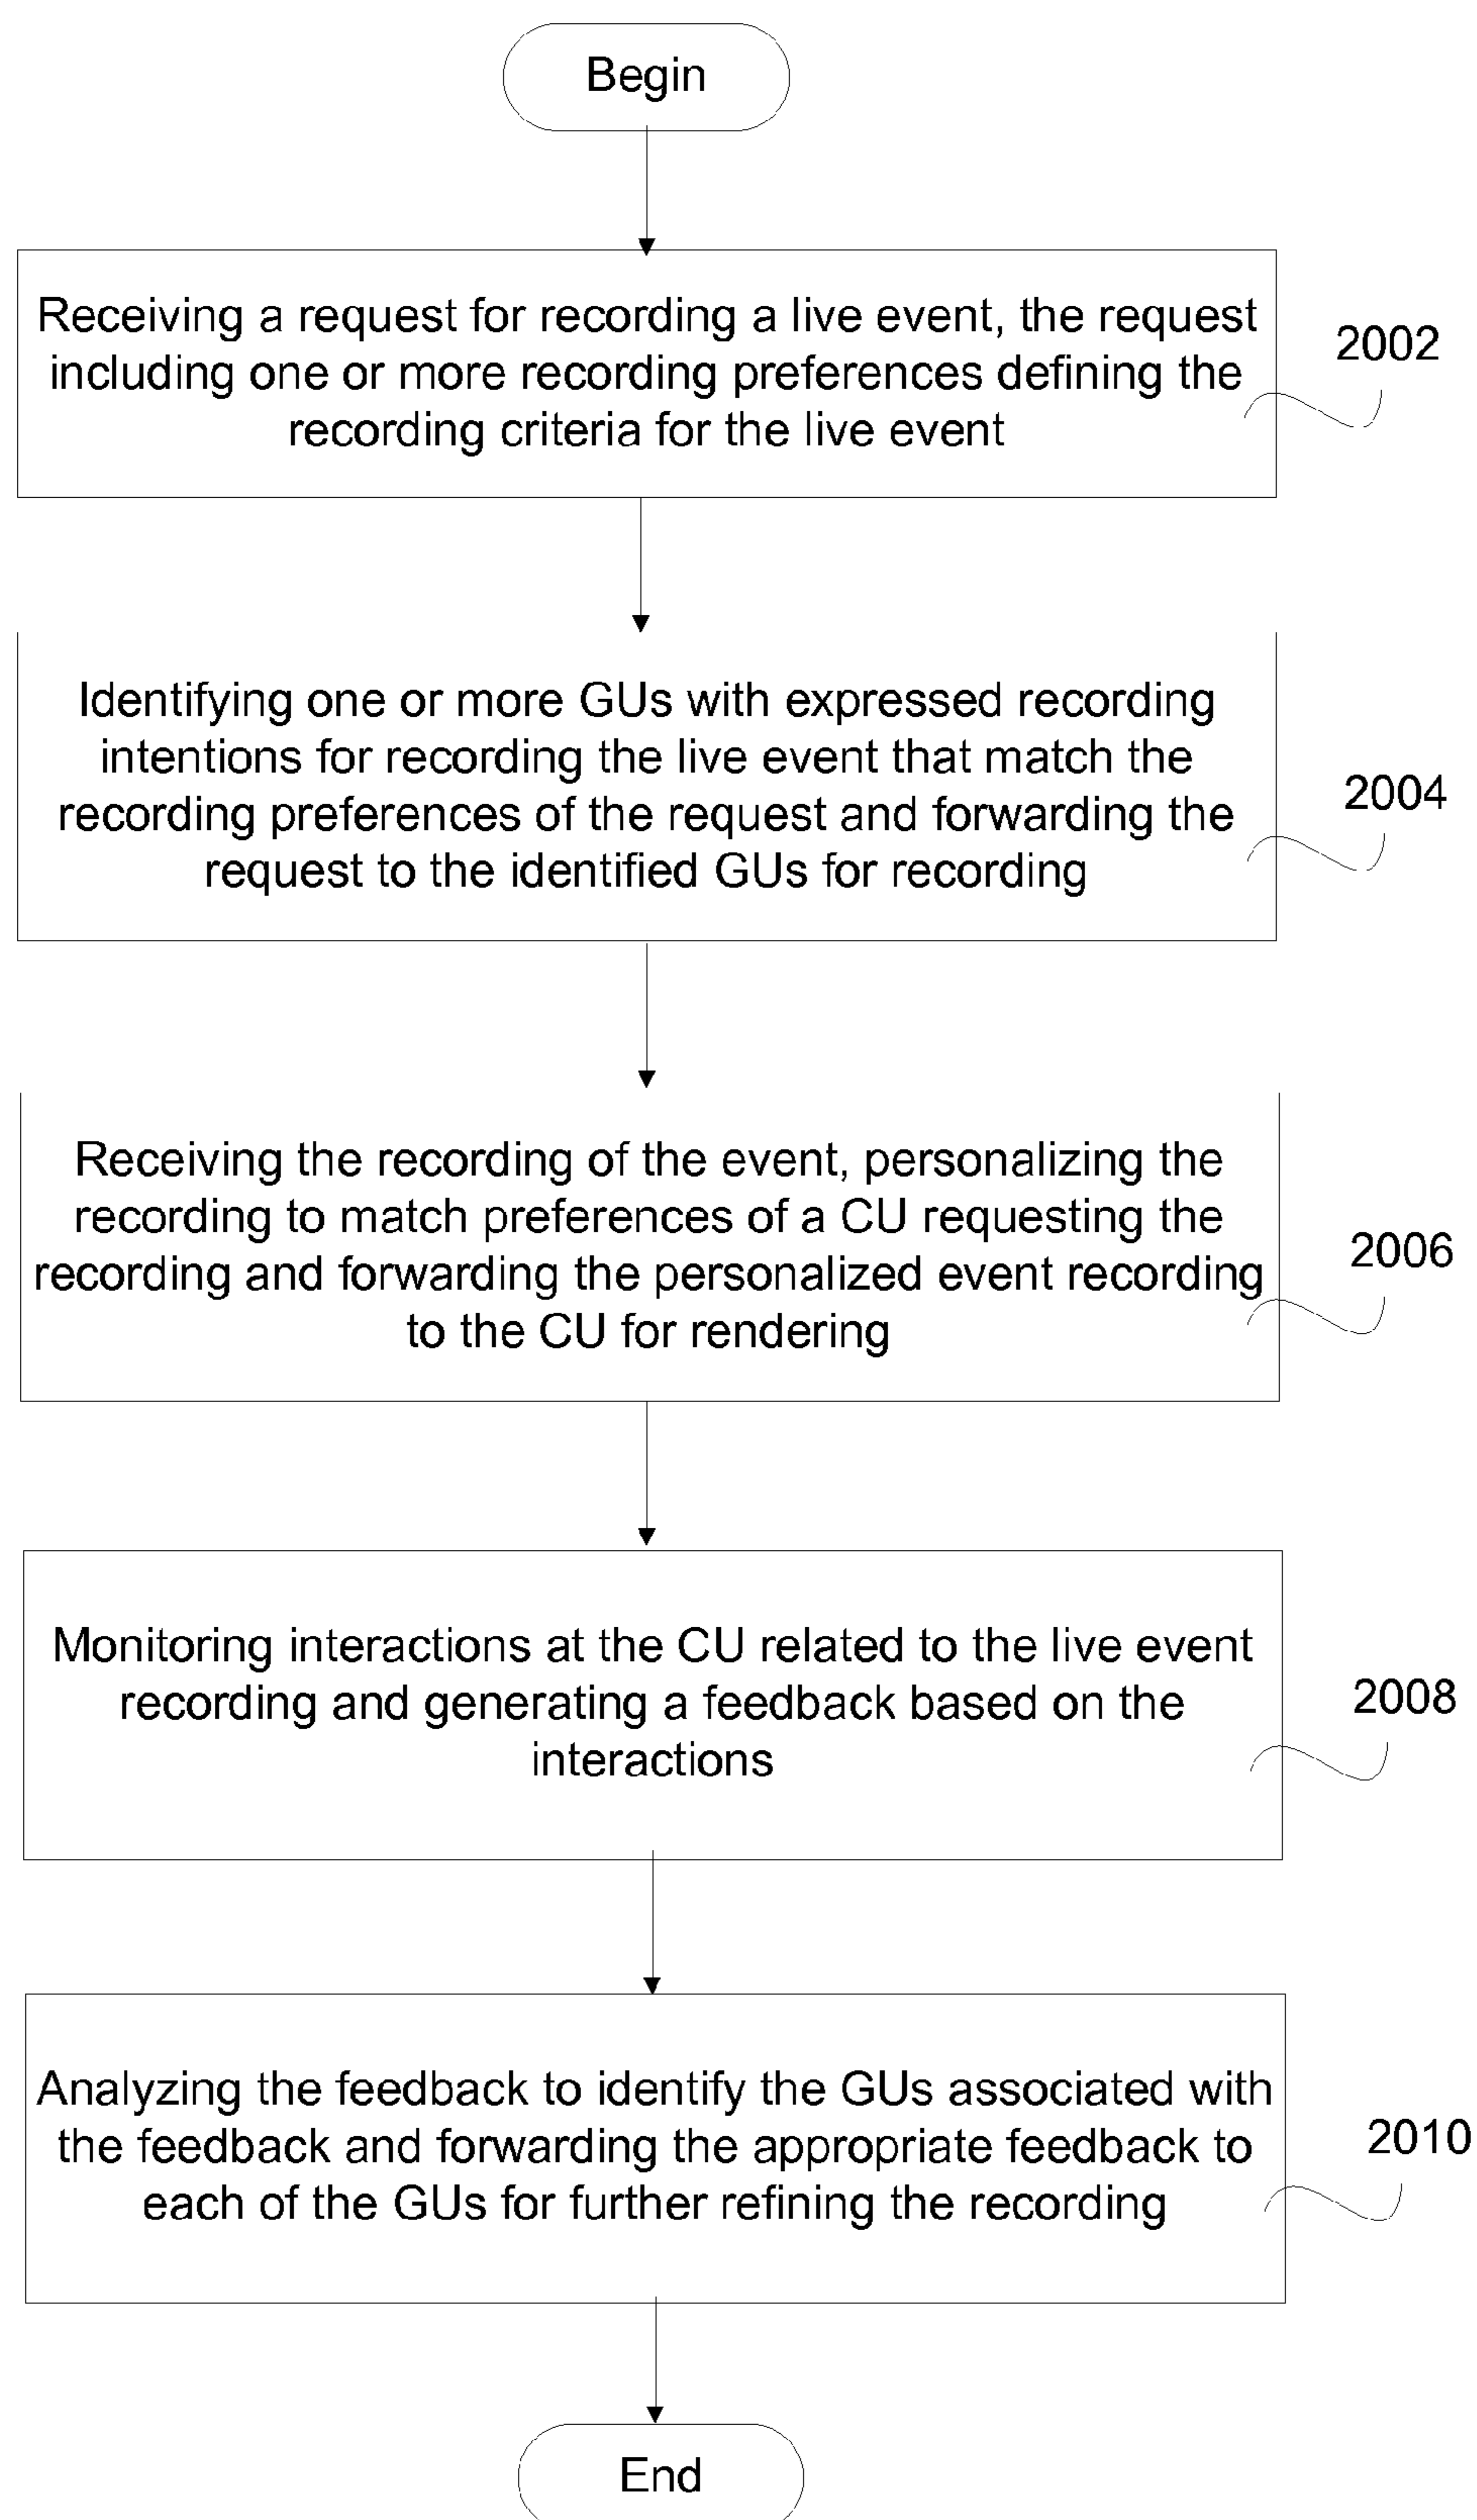 Begin
Receiving a request for recording a live event, the request
including one or more recording preferences defining the
recording criteria for the live event
2002
Identifying one or more GUs with expressed recording
intentions for recording the live event that match the
recording preferences of the request and forwarding the
request to the identified GUs for recording
2004
Receiving the recording of the event, personalizing the
recording to match preferences of a CU requesting the
recording and forwarding the personalized event recording
to the CU for rendering
2006
Monitoring interactions at the CU related to the live event
recording and generating a feedback based on the
interactions
2008
Analyzing the feedback to identify the GUs associated with
the feedback and forwarding the appropriate feedback to
each of the GUs for further refining the recording
2010
End